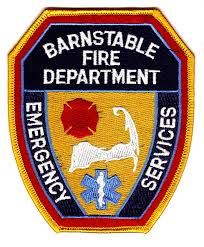 BARNSTABLE
FIRE
DEPARTMENT
EMERGENCY
SERVICES